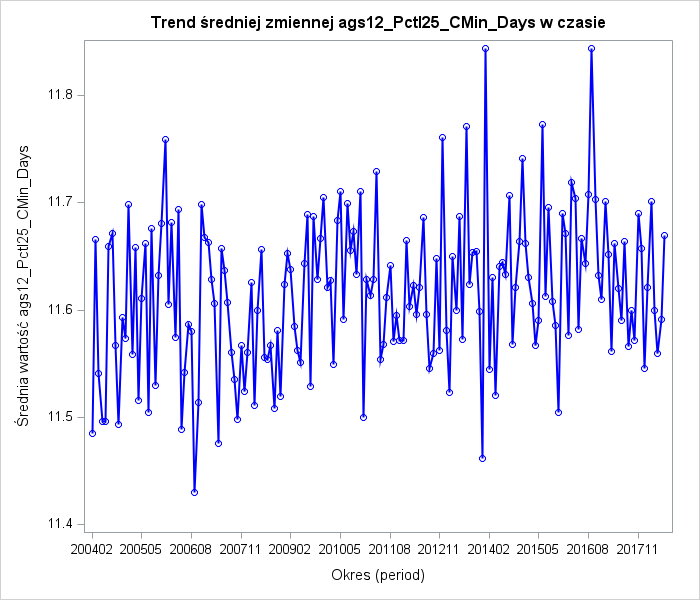 Trend średniej zmiennej ags12_Pctl25_CMin_Days w czasie
Średnia wartość ags12_Pctl25_CMin_Days
11.8
11.7
11.6
11.5
11.4
200402 200505 200608 200711 200902 201005 201108 201211 201402 201505 201608 201711
Okres (period)